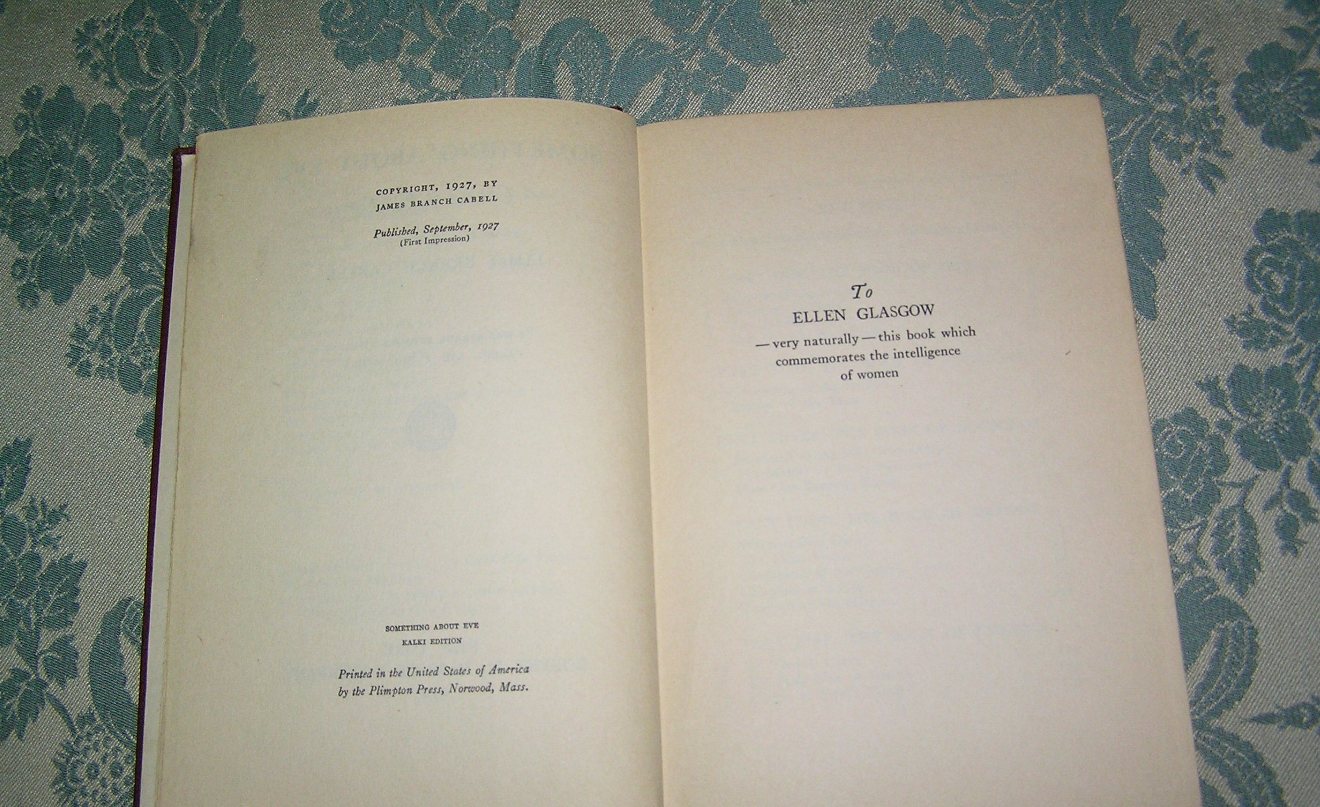 COPYRIGHT, 1927, BY
JAMES BRANCH CABELL
Published, September, 1927
(First Impression)
SOMETHING ABOUT EVE
KALKI EDITION
Printed in the United States of America
by the Plimpton Press, Norwood, Mass.
To
ELLEN GLASGOW
—very naturally—this book which
commemorates the intelligence
of women